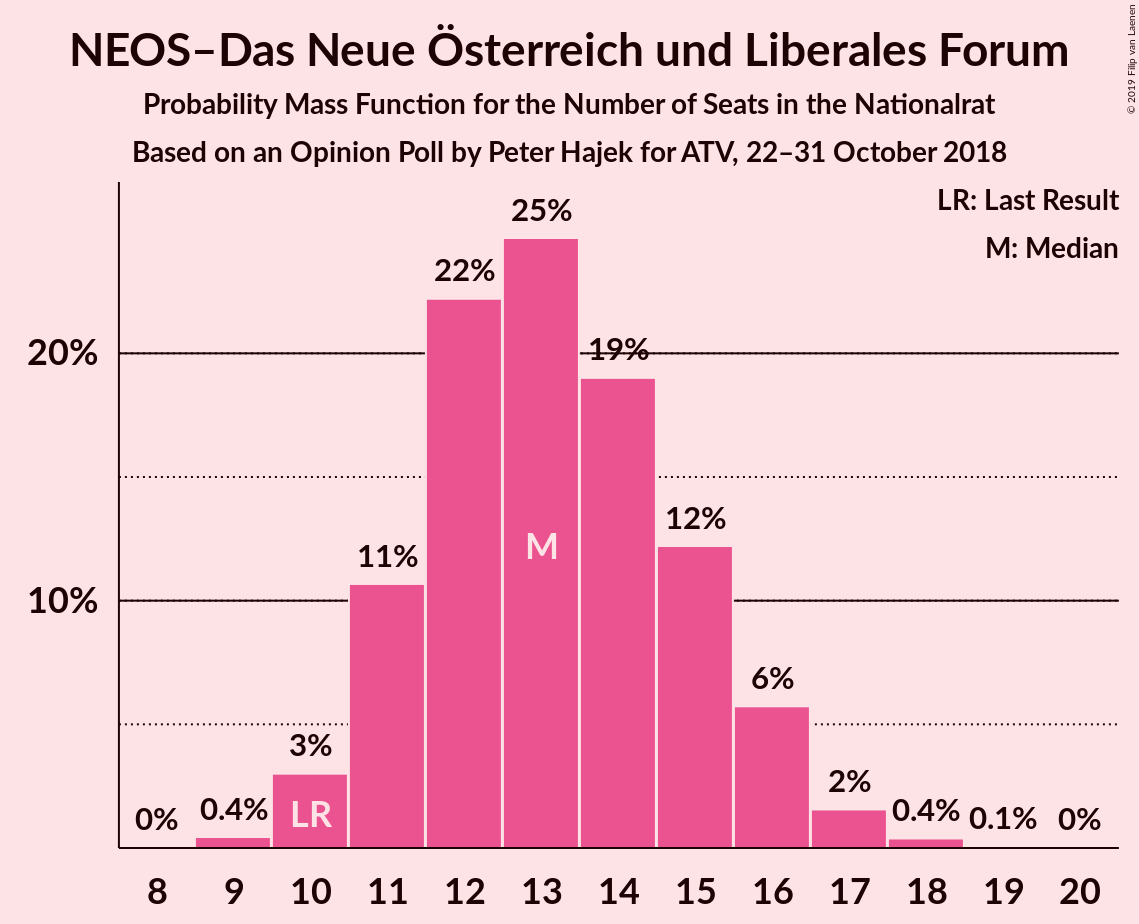 NEOS–Das Neue Österreich und Liberales Forum
Probability Mass Function for the Number of Seats in the Nationalrat
Based on an Opinion Poll by Peter Hajek for ATV, 22–31 October 2018
© 2019 Filip van Laenen
LR: Last Result
M: Median
25%
22%
20%
19%
12%
M
11%
10%
6%
3%
2%
LR
0%
0.4%
0.4%
0.1%
0%
8 9 10 11 12 13 14 15 16 17 18 19 20